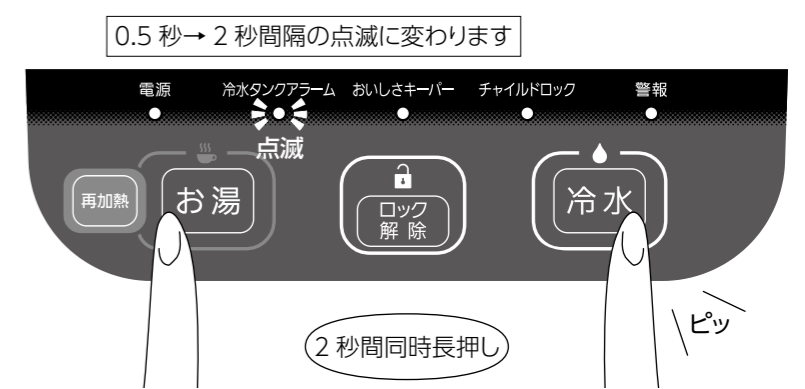 0.5 秒→ 2 秒間隔の点滅に変わります
電源 冷水タンクアラーム おいしさキーパー チャイルドロック 警報
点滅
再加熱
お湯
ロック
解除
冷水
ピッ
2 秒間同時長押し